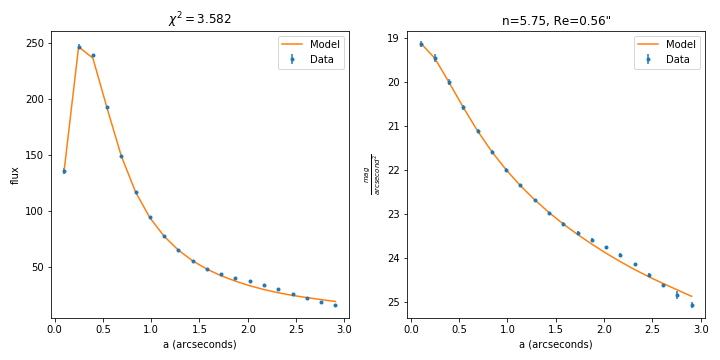 χ² = 3.582
250
200
150
100
50
flux
0.0 0.5 1.0 1.5 2.0 2.5 3.0
a (arcseconds)
Model
Data
n=5.75, Re=0.56"
19
20
21
22
23
24
25
mag
arcsecond²
0.0 0.5 1.0 1.5 2.0 2.5 3.0
a (arcseconds)
Model
Data